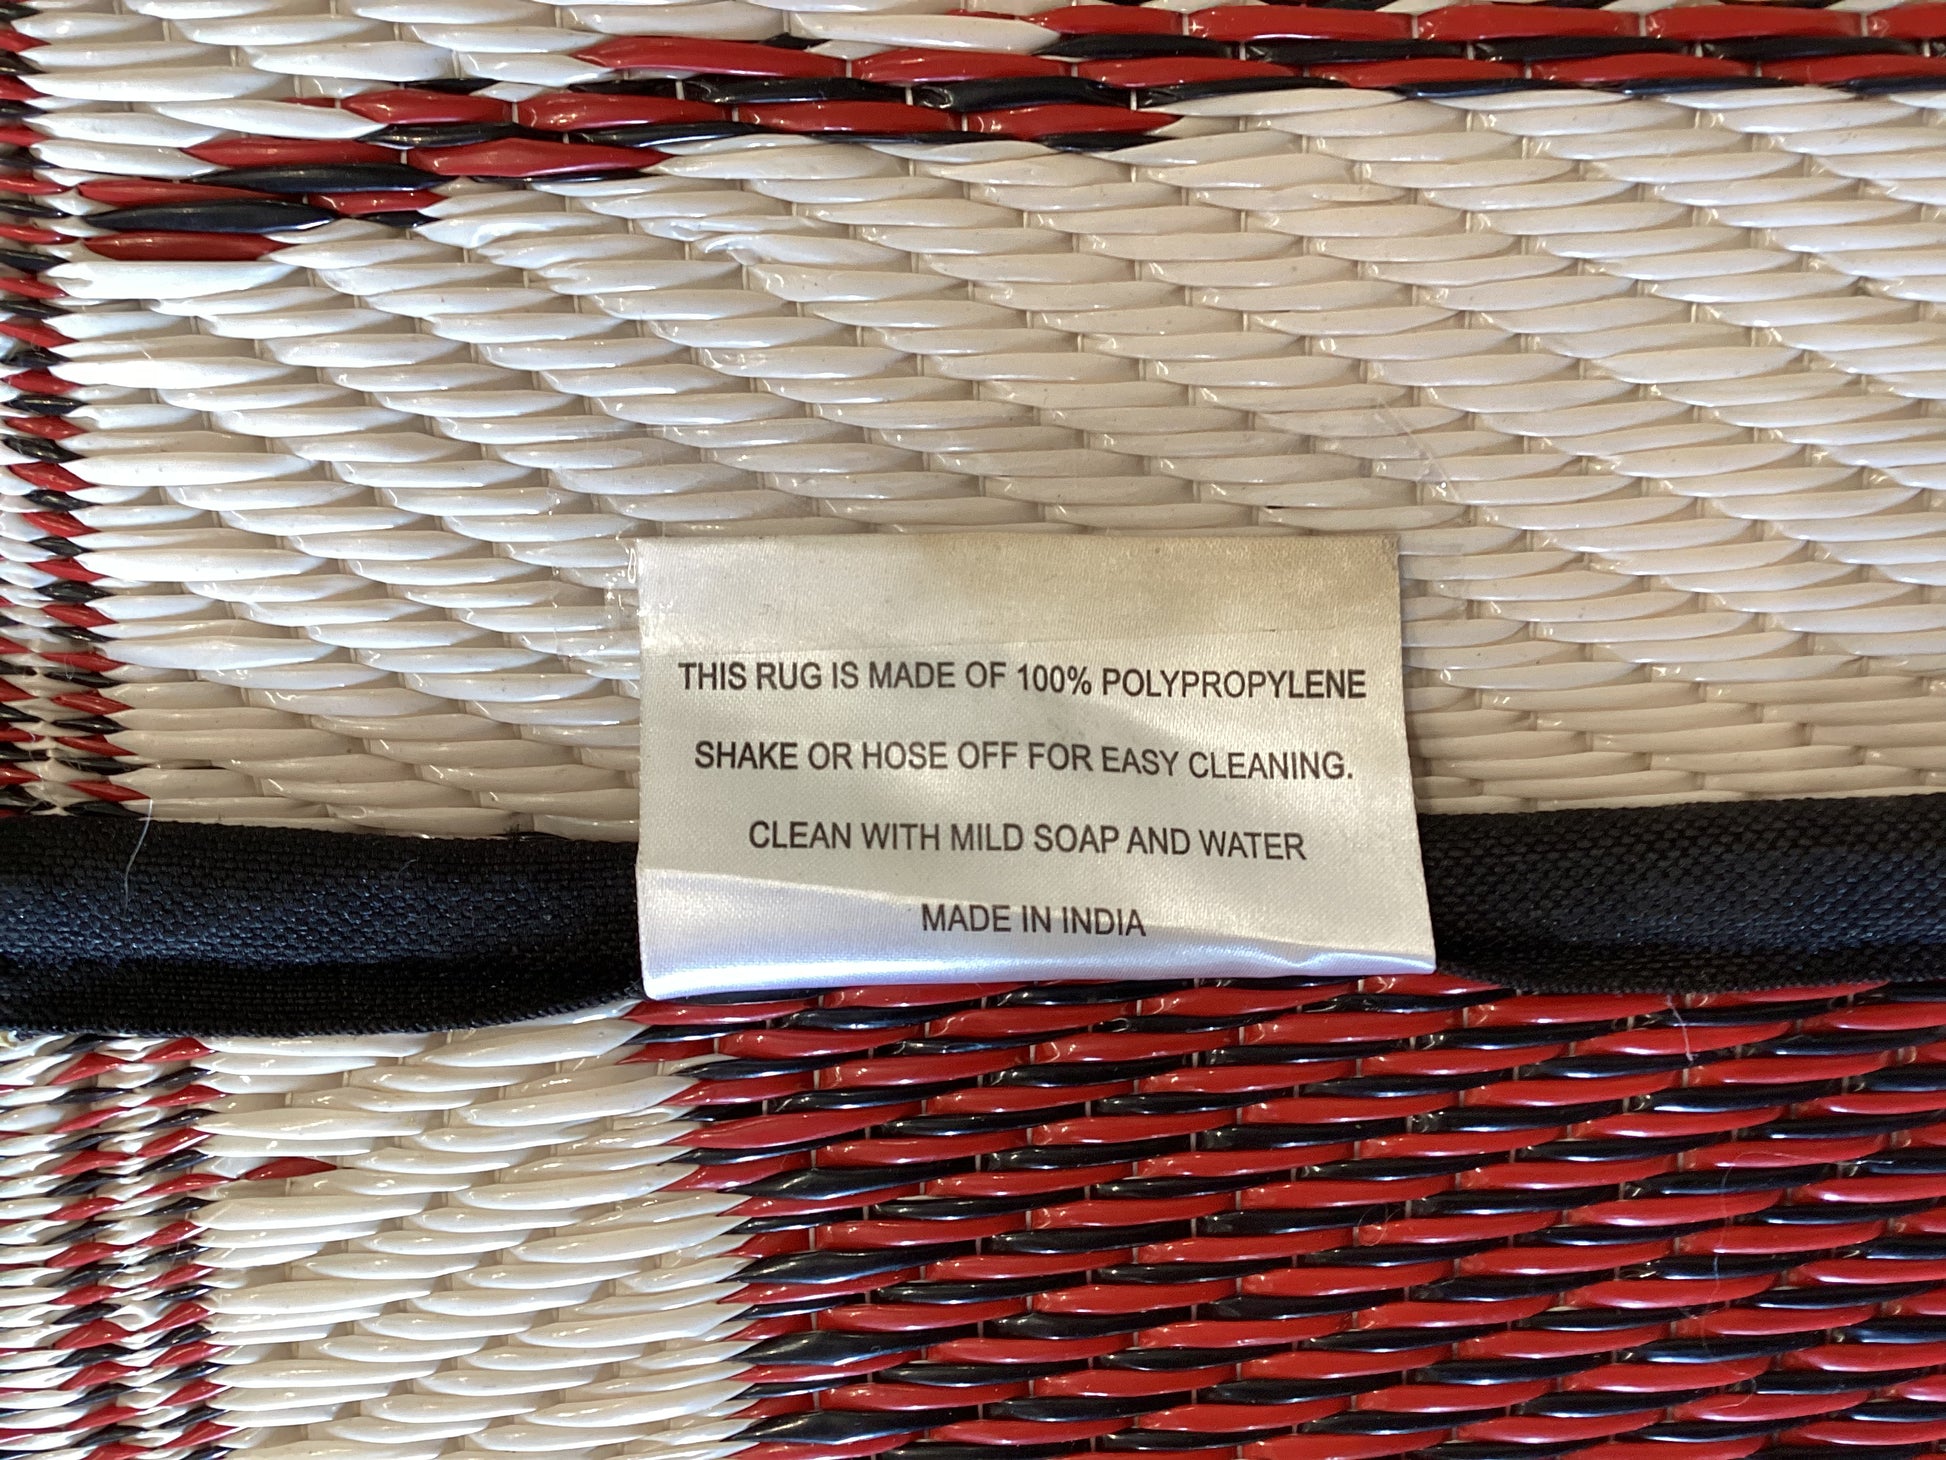 THIS RUG IS MADE OF 100% POLYPROPYLENE
SHAKE OR HOSE OFF FOR EASY CLEANING.
CLEAN WITH MILD SOAP AND WATER
MADE IN INDIA